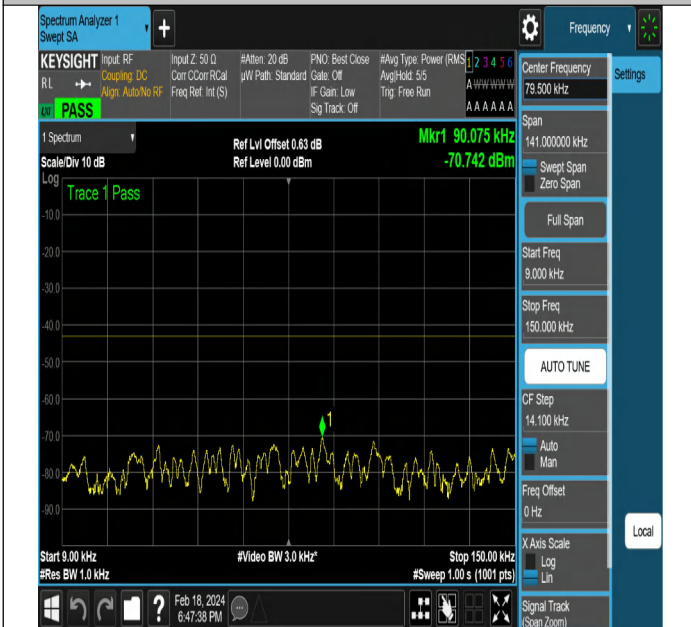 Spectrum Analyzer 1
Swept SA
+
Frequency
KEYSIGHT
RL
LXI
PASS
Input: RF
Coupling: DC
Align: Auto/No RF
Input Z: 50 Ω
Corr CCorr RCal
Freq Ref: Int (S)
#Atten: 20 dB
µW Path: Standard
PNO: Best Close
Gate: Off
IF Gain: Low
Sig Track: Off
#Avg Type: Power (RMS
Avg|Hold: 5/5
Trig: Free Run
1 2 3 4 5 6
A W W W W W
A A A A A A
1 Spectrum
Scale/Div 10 dB
Ref Lvl Offset 0.63 dB
Ref Level 0.00 dBm
Mkr1 90.075 kHz
-70.742 dBm
Log
Trace 1 Pass
-10.0
-20.0
-30.0
-40.0
-50.0
-60.0
-70.0
-80.0
-90.0
1
Start 9.00 kHz
#Res BW 1.0 kHz
#Video BW 3.0 kHz*
Stop 150.00 kHz
#Sweep 1.00 s (1001 pts)
Feb 18, 2024
6:47:38 PM
?
Center Frequency
79.500 kHz
Settings
Span
141.000000 kHz
Swept Span
Zero Span
Full Span
Start Freq
9.000 kHz
Stop Freq
150.000 kHz
AUTO TUNE
CF Step
14.100 kHz
Auto
Man
Freq Offset
0 Hz
X Axis Scale
Log
Lin
Local
Signal Track
(Span Zoom)